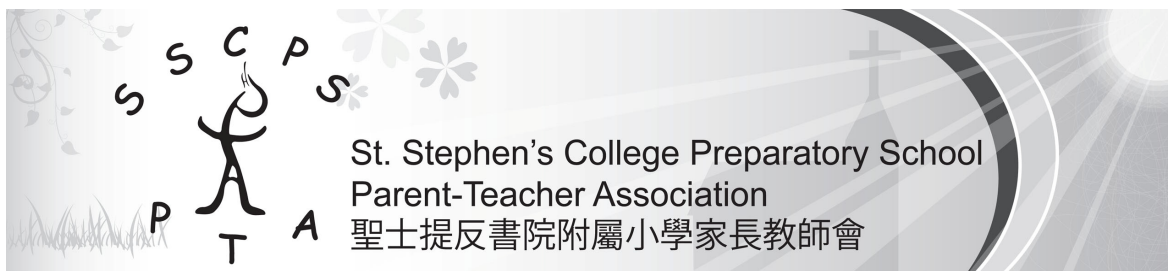 S S C P S
P T A
St. Stephen's College Preparatory School
Parent-Teacher Association
聖士提反書院附屬小學家長教師會